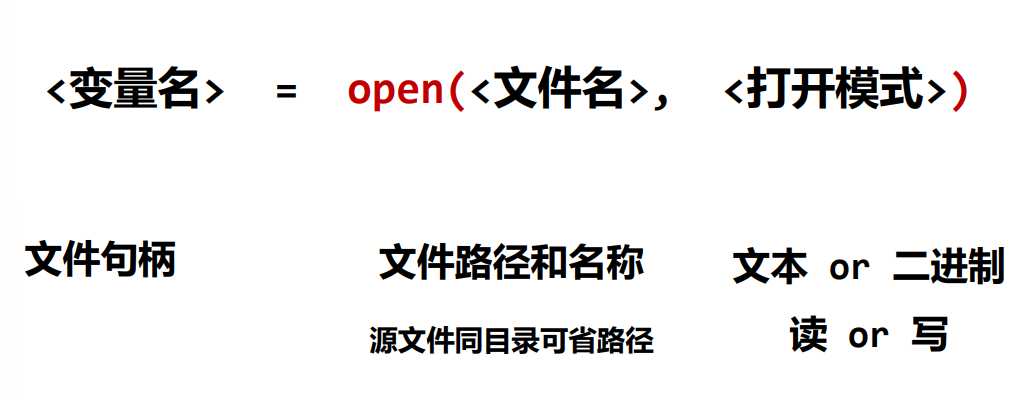 <变量名> = open(<文件名>, <打开模式>)
文件句柄 文件路径和名称 文本 or 二进制
源文件同目录可省路径 读 or 写